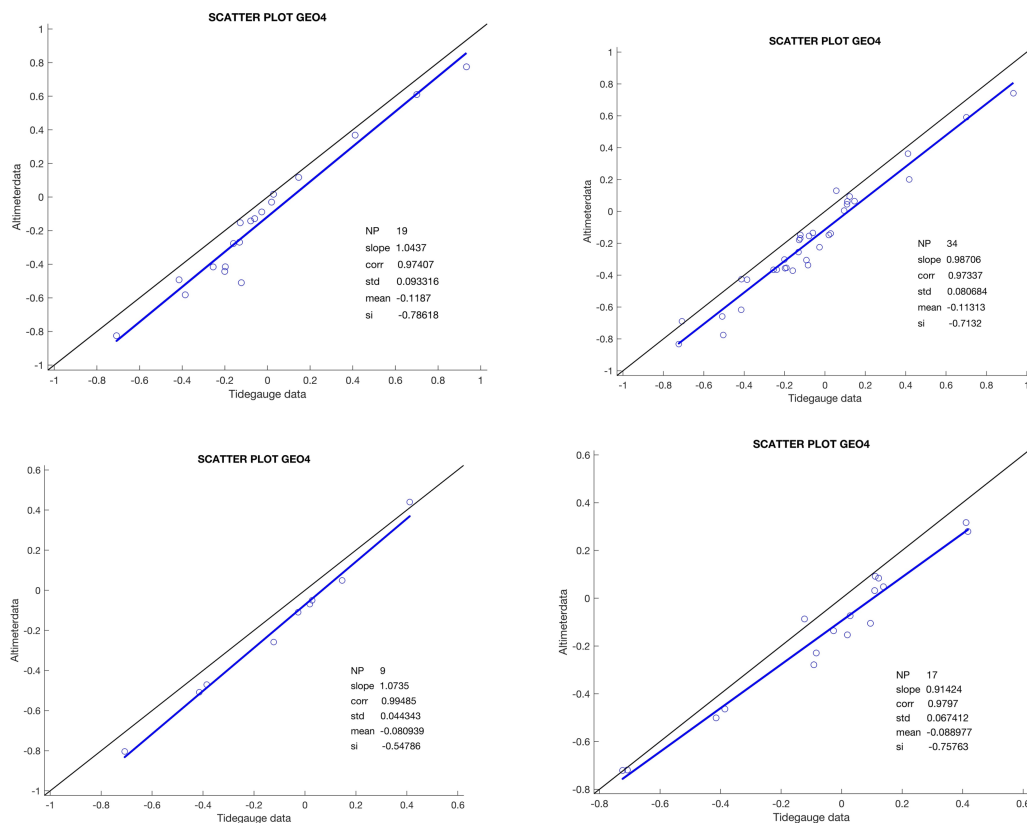 SCATTER PLOT GEO4
1
0.8
0.6
0.4
0.2
0
-0.2
-0.4
-0.6
-0.8
-1
Altimeterdata
NP 19
slope 1.0437
corr 0.97407
std 0.093316
mean -0.1187
si -0.78618
-1 -0.8 -0.6 -0.4 -0.2 0 0.2 0.4 0.6 0.8 1
Tidegauge data
SCATTER PLOT GEO4
1
0.8
0.6
0.4
0.2
0
-0.2
-0.4
-0.6
-0.8
-1
Altimeterdata
NP 34
slope 0.98706
corr 0.97337
std 0.080684
mean -0.11313
si -0.7132
-1 -0.8 -0.6 -0.4 -0.2 0 0.2 0.4 0.6 0.8 1
Tidegauge data
SCATTER PLOT GEO4
0.6
0.4
0.2
0
-0.2
-0.4
-0.6
-0.8
-1
Altimeterdata
NP 9
slope 1.0735
corr 0.99485
std 0.044343
mean -0.080939
si -0.54786
-1 -0.8 -0.6 -0.4 -0.2 0 0.2 0.4 0.6
Tidegauge data
SCATTER PLOT GEO4
0.6
0.4
0.2
0
-0.2
-0.4
-0.6
-0.8
Altimeterdata
NP 17
slope 0.91424
corr 0.9797
std 0.067412
mean -0.088977
si -0.75763
-0.8 -0.6 -0.4 -0.2 0 0.2 0.4 0.6
Tidegauge data